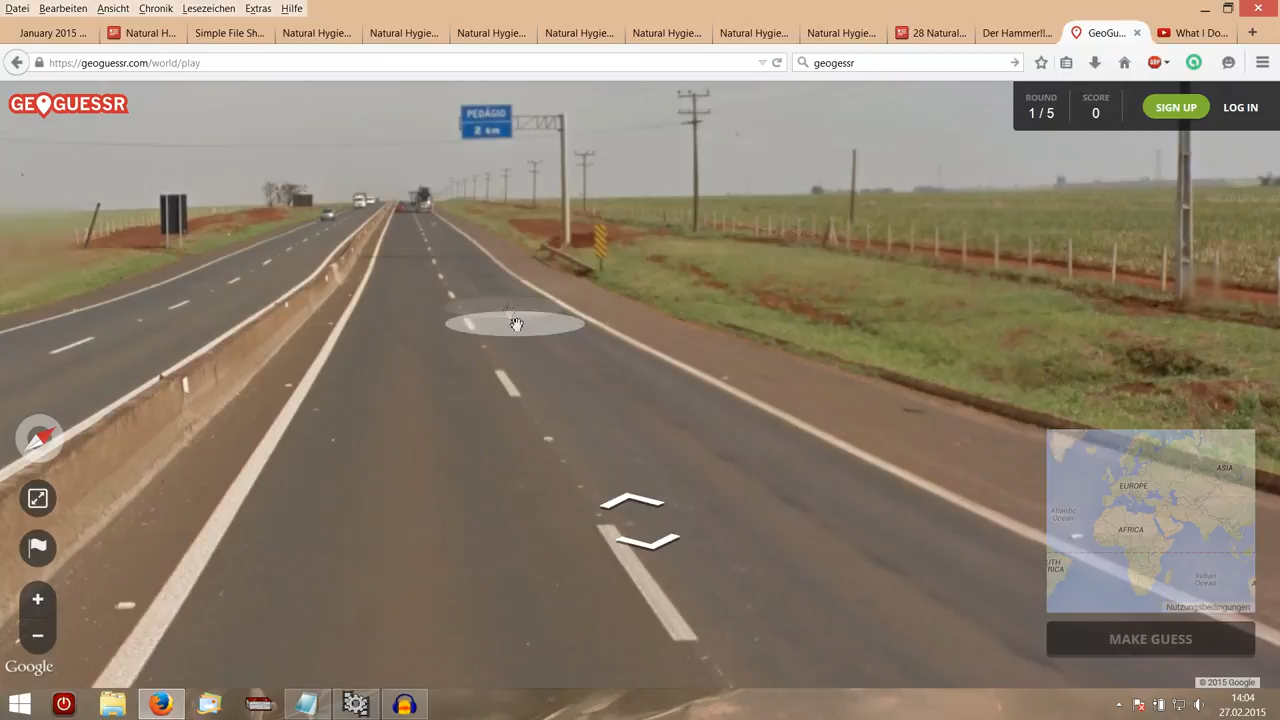 Datei Bearbeiten Ansicht Chronik Lesezeichen Extras Hilfe
January 2015 ... Natural H... Simple File Sh... Natural Hygie... Natural Hygie... Natural Hygie... Natural Hygie... Natural Hygie... Natural Hygie... Natural Hygie... 28 Natural... Der Hammer!!... GeoGu... What I Do...
https://geoguessr.com/world/play geogessr
GEOGUESSR
ROUND SCORE
1 / 5 0
SIGN UP LOG IN
PEDÁGIO
2 km
ASIA
EUROPE
Atlantic
Ocean
AFRICA
UTH
RICA
Indian
Ocean
A
Nutzungsbedingungen
MAKE GUESS
Google
© 2015 Google
ABP
14:04
27.02.2015